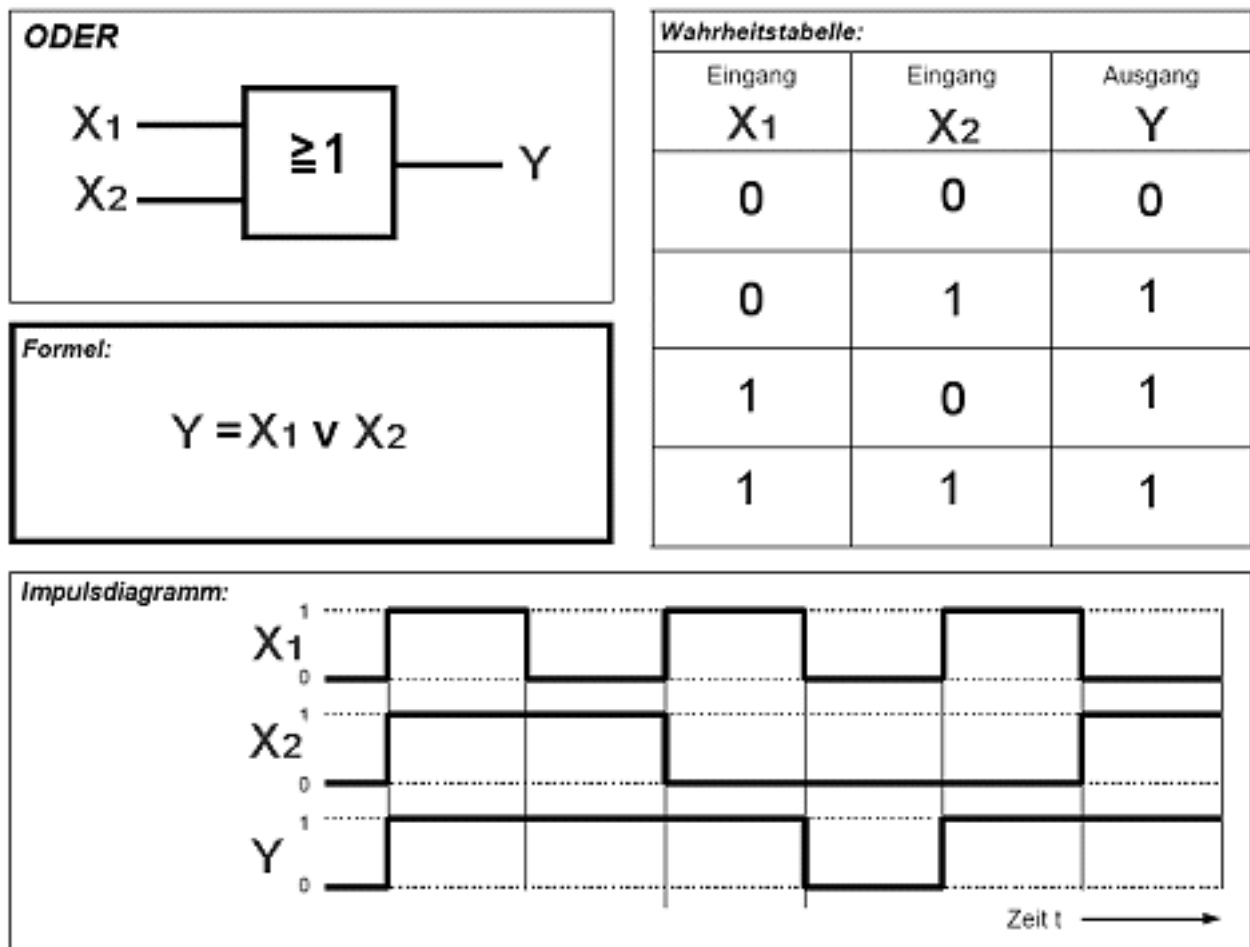 ODER
X1
X2
≧1
Y
Formel:
Y = X1 v X2
Wahrheitstabelle:
Eingang Eingang Ausgang
X1 X2 Y
0 0 0
0 1 1
1 0 1
1 1 1
Impulsdiagramm:
1
X1
0
1
X2
0
1
Y
0
Zeit t